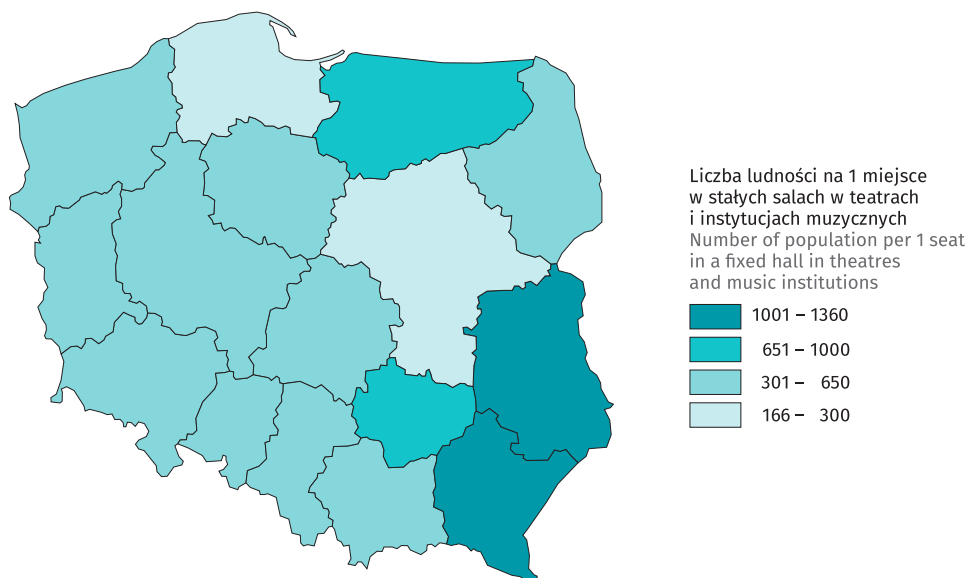 Liczba ludności na 1 miejsce
w stałych salach w teatrach
i instytucjach muzycznych
Number of population per 1 seat
in a fixed hall in theatres
and music institutions
1001 – 1360
651 – 1000
301 – 650
166 – 300